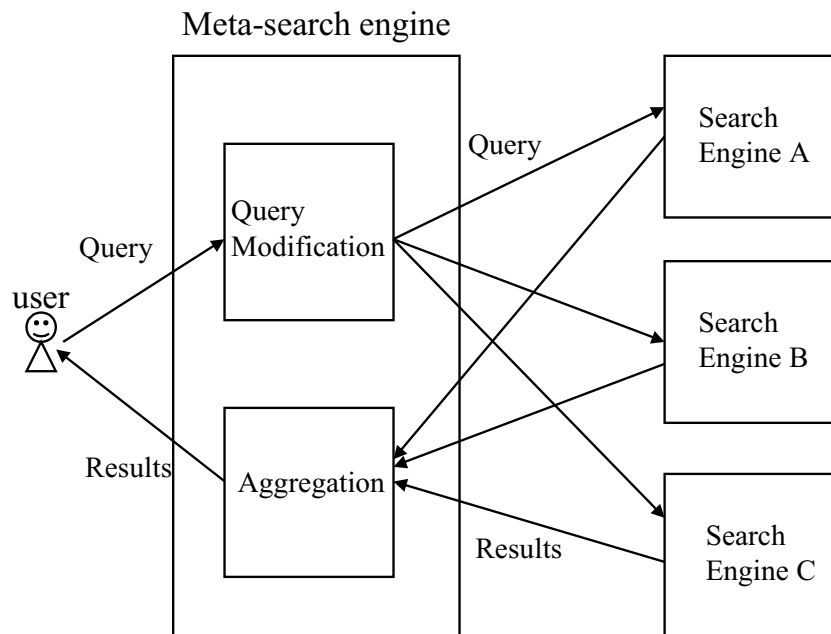 Meta-search engine
Query
Search
Engine A
Query
Modification
Query
user
Search
Engine B
Results
Aggregation
Results
Search
Engine C